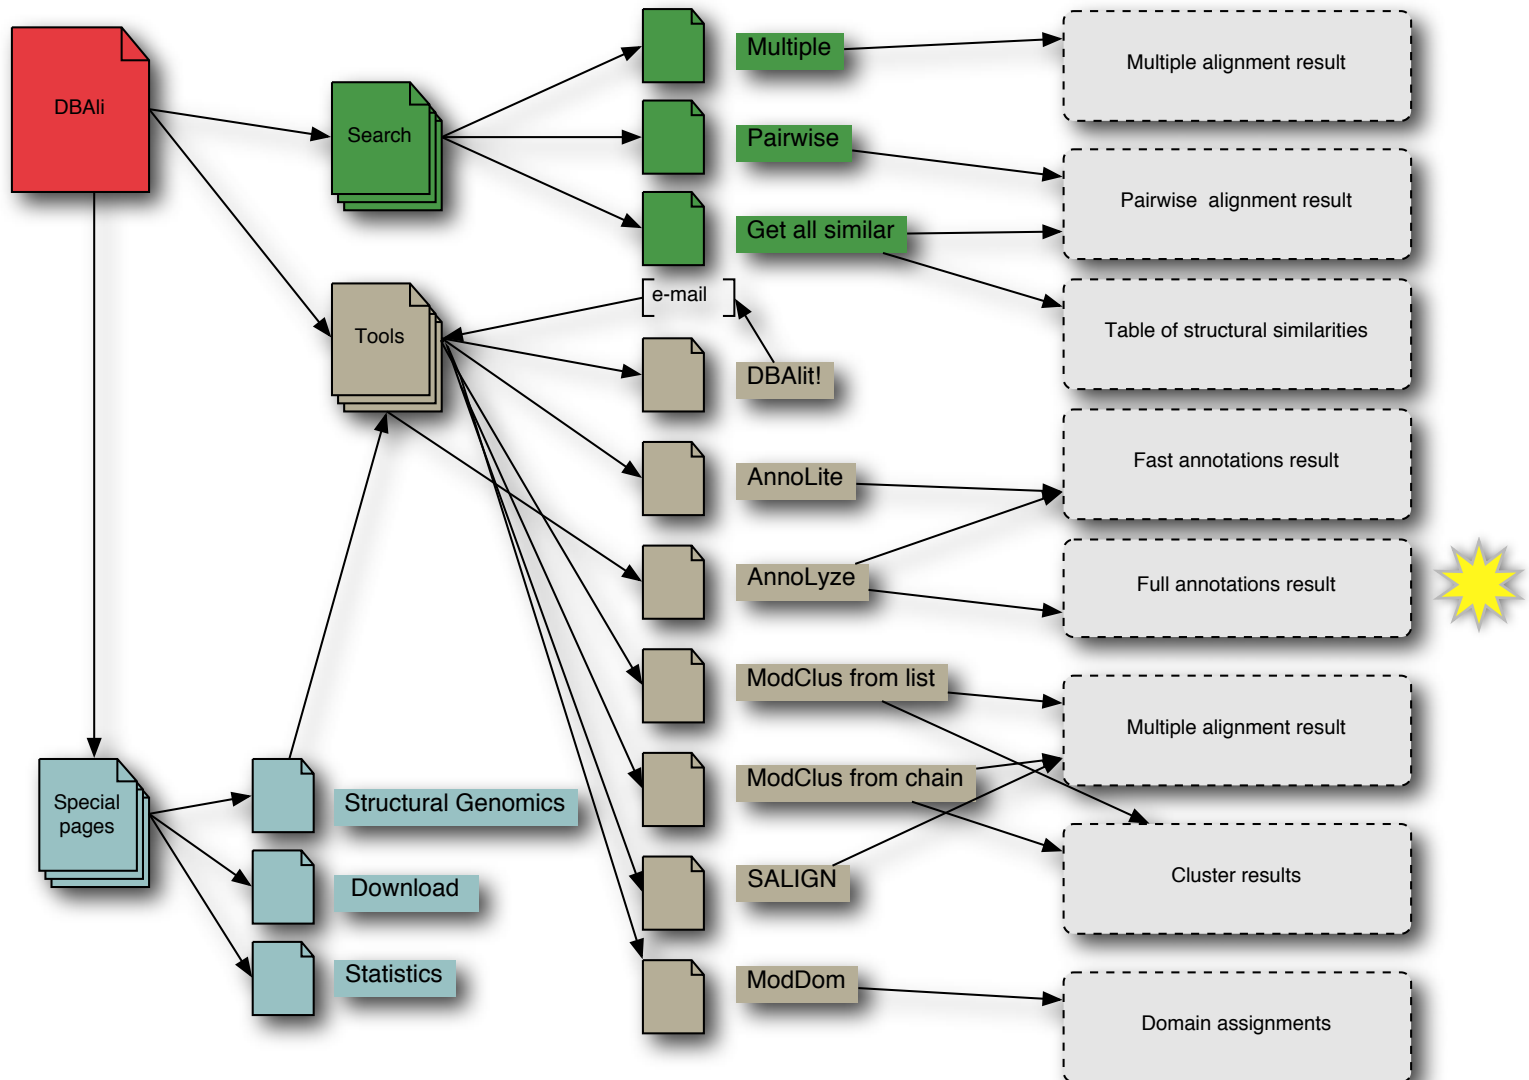 DBAli
Search
Multiple
Multiple alignment result
Pairwise
Pairwise  alignment result
Get all similar
Table of structural similarities
Tools
e-mail
DBAlit!
AnnoLite
Fast annotations result
AnnoLyze
Full annotations result
ModClus from list
Multiple alignment result
ModClus from chain
Cluster results
SALIGN
ModDom
Domain assignments
Special
pages
Structural Genomics
Download
Statistics